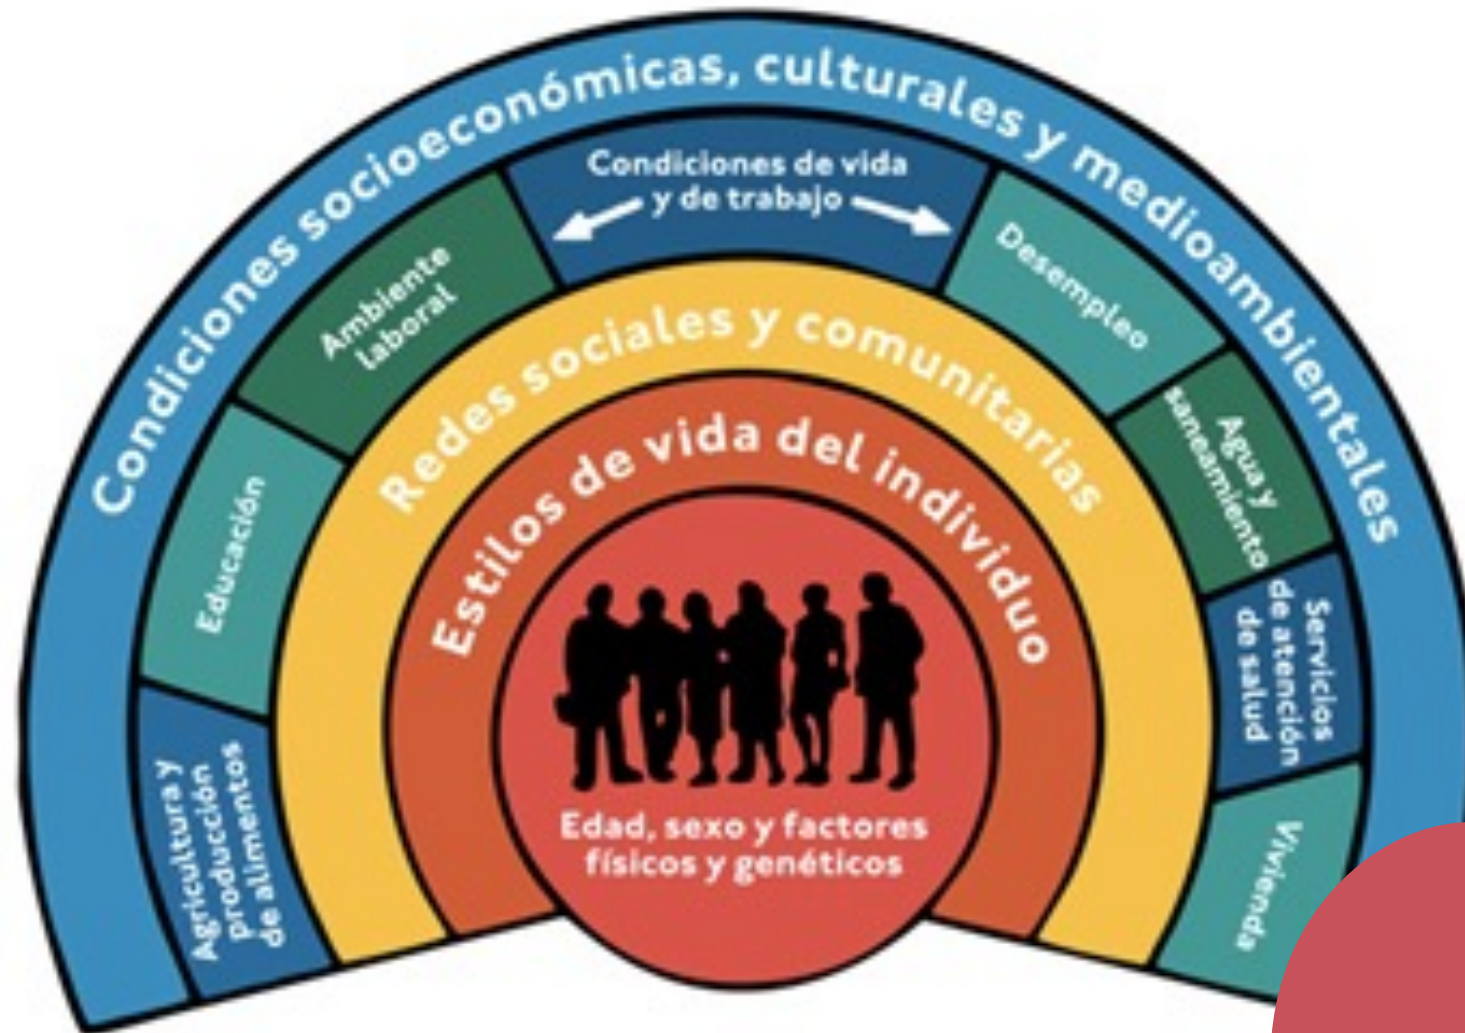 Condiciones socioeconómicas, culturales y medioambientales
Condiciones de vida
y de trabajo
Agricultura y
producción
de alimentos
Educación
Ambiente
laboral
Desempleo
Agua y
saneamiento
Servicios
de atención
de salud
Vivienda
Redes sociales y comunitarias
Estilos de vida del individuo
Edad, sexo y factores
físicos y genéticos